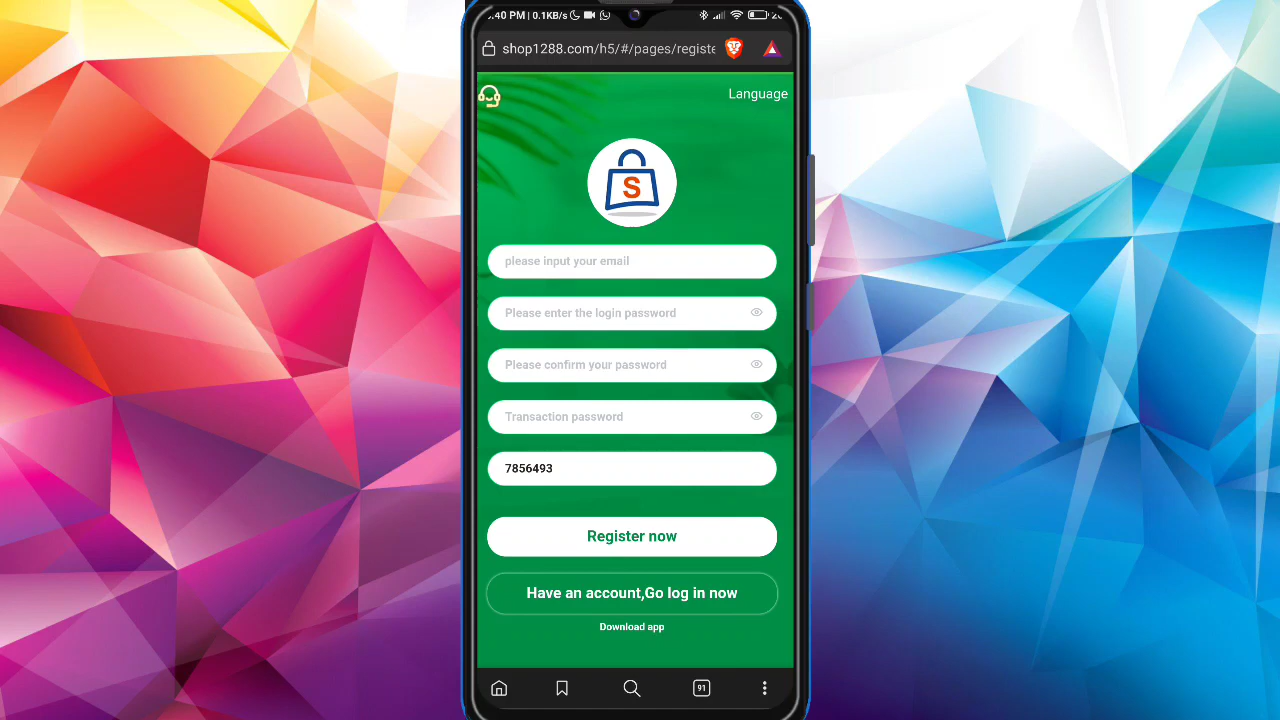 :40 PM | 0.1KB/s
shop1288.com/h5/#/pages/registe
Language
S
please input your email
Please enter the login password
Please confirm your password
Transaction password
7856493
Register now
Have an account,Go log in now
Download app
91